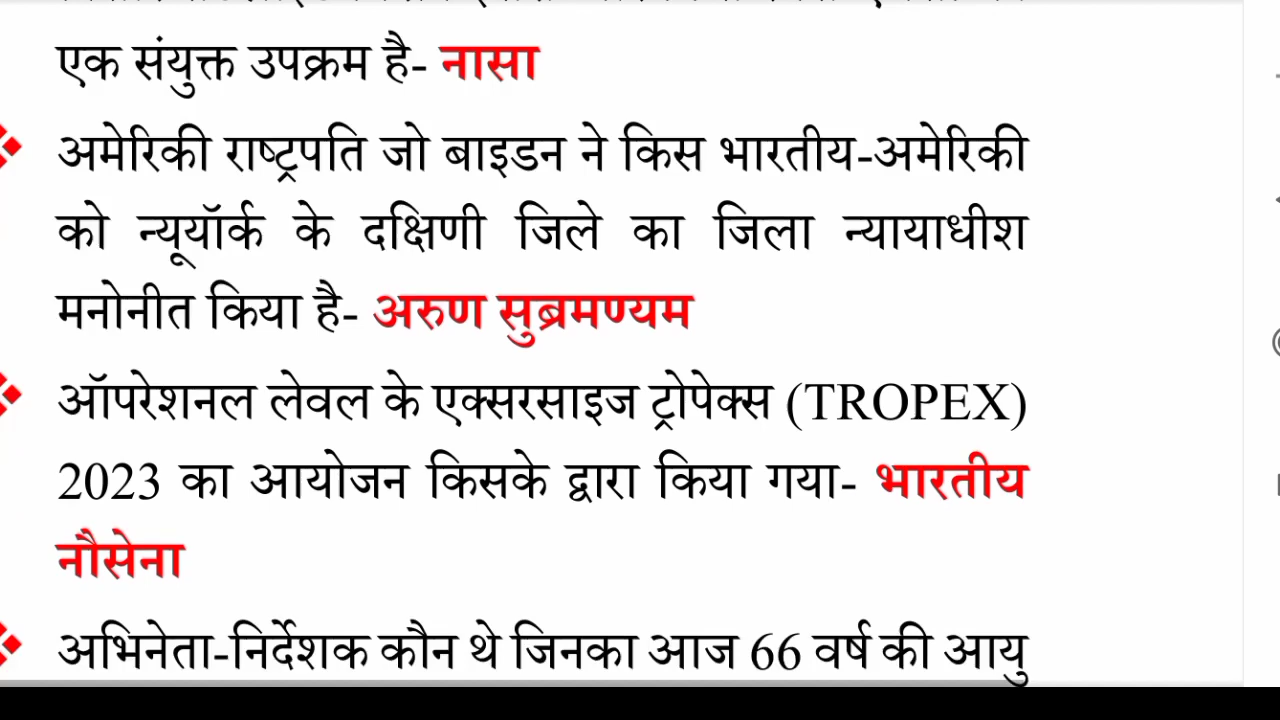 एक संयुक्त उपक्रम है- नासा
अमेरिकी राष्ट्रपति जो बाइडन ने किस भारतीय-अमेरिकी
को न्यूयॉर्क के दक्षिणी जिले का जिला न्यायाधीश
मनोनीत किया है- अरुण सुब्रमण्यम
ऑपरेशनल लेवल के एक्सरसाइज ट्रोपेक्स (TROPEX)
2023 का आयोजन किसके द्वारा किया गया- भारतीय
नौसेना
अभिनेता-निर्देशक कौन थे जिनका आज 66 वर्ष की आयु